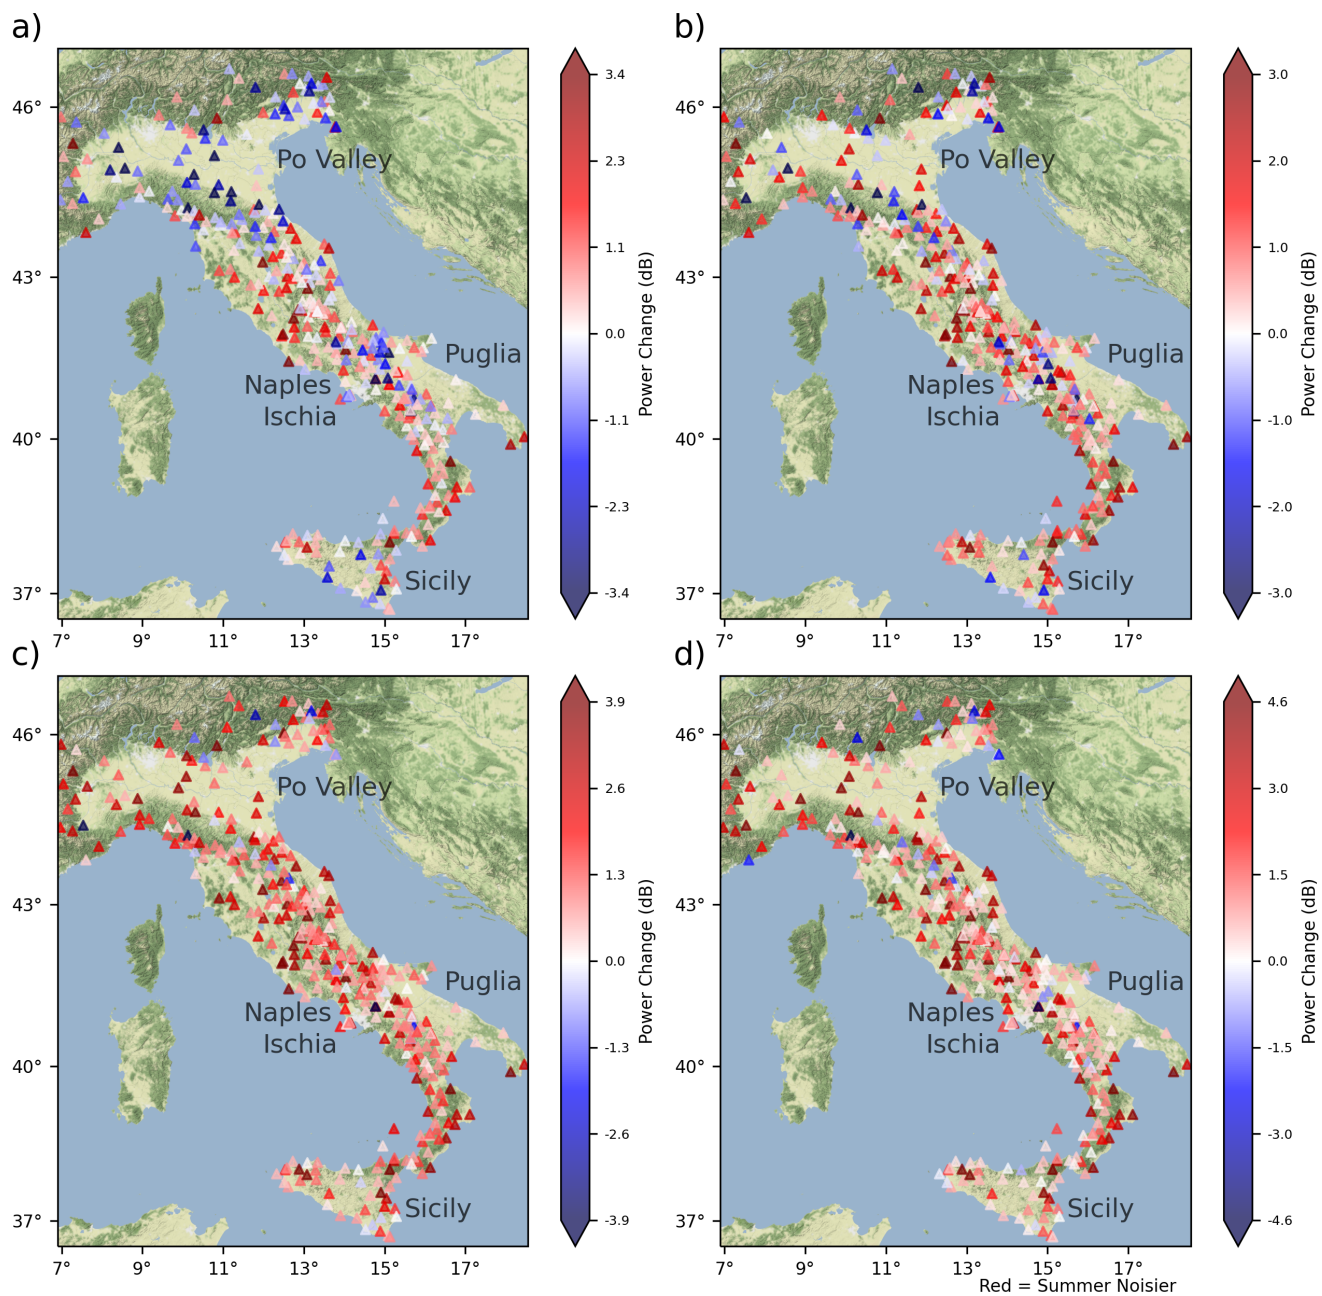 a)
b)
46°
43°
40°
37°
7°
9°
11°
13°
15°
17°
Po Valley
Puglia
Naples
Ischia
Sicily
3.4
2.3
1.1
0.0
-1.1
-2.3
-3.4
Power Change (dB)
46°
43°
40°
37°
7°
9°
11°
13°
15°
17°
Po Valley
Puglia
Naples
Ischia
Sicily
3.0
2.0
1.0
0.0
-1.0
-2.0
-3.0
Power Change (dB)
c)
d)
46°
43°
40°
37°
7°
9°
11°
13°
15°
17°
Po Valley
Puglia
Naples
Ischia
Sicily
3.9
2.6
1.3
0.0
-1.3
-2.6
-3.9
Power Change (dB)
46°
43°
40°
37°
7°
9°
11°
13°
15°
17°
Po Valley
Puglia
Naples
Ischia
Sicily
4.6
3.0
1.5
0.0
-1.5
-3.0
-4.6
Power Change (dB)
Red = Summer Noisier